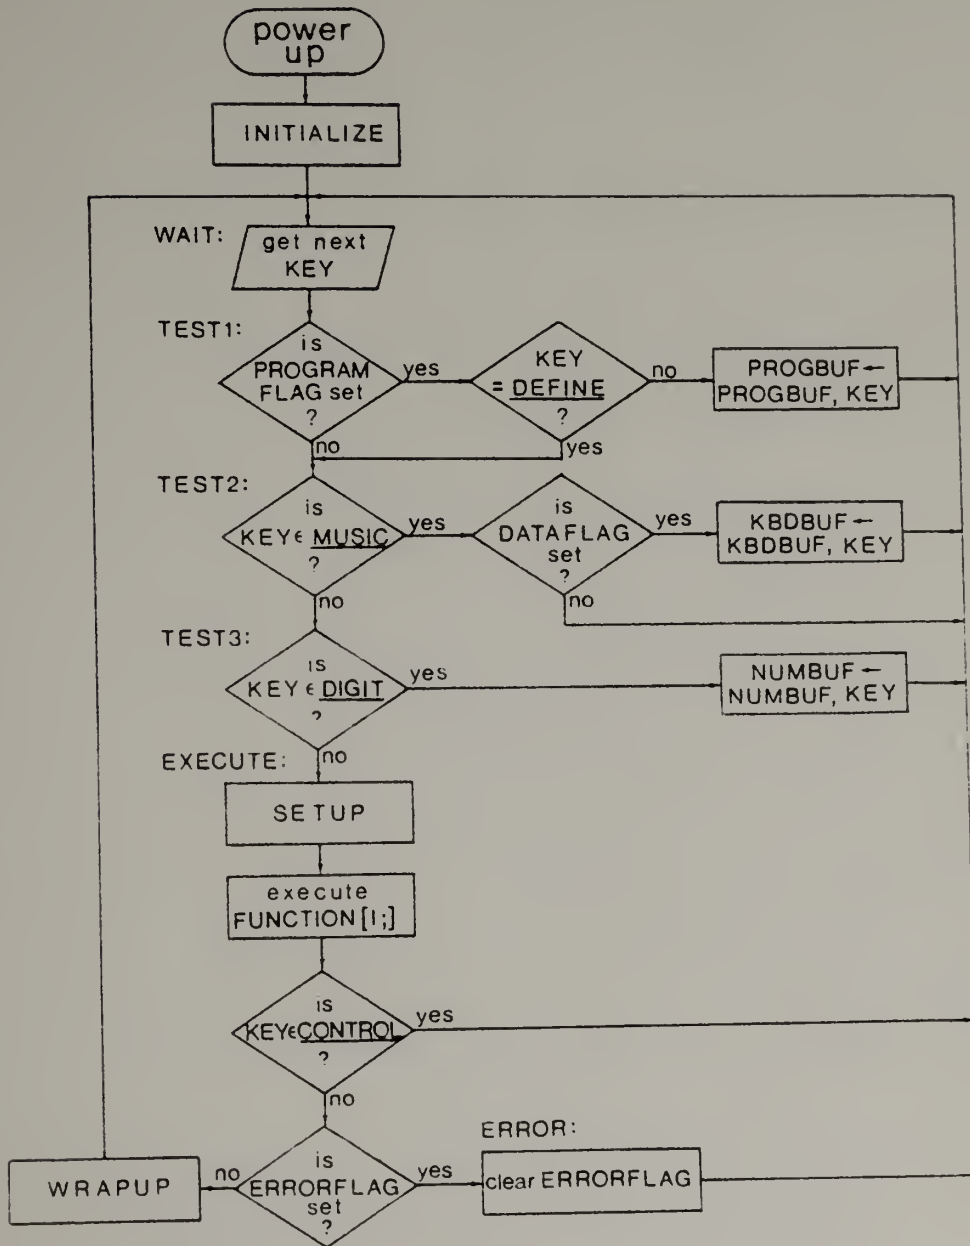 power
up
INITIALIZE
WAIT:
get next
KEY
TEST1:
is
PROGRAM
FLAG set
?
yes
no
KEY
= DEFINE
?
no
yes
PROGBUF←
PROGBUF, KEY
TEST2:
is
KEY ϵ MUSIC
?
yes
no
is
DATAFLAG
set
?
yes
no
KBDBUF←
KBDBUF, KEY
TEST3:
is
KEY ϵ DIGIT
?
yes
no
NUMBUF←
NUMBUF, KEY
EXECUTE:
SETUP
execute
FUNCTION [I;]
is
KEYϵCONTROL
?
yes
no
is
ERRORFLAG
set
?
no
yes
WRAPUP
ERROR:
clear ERRORFLAG